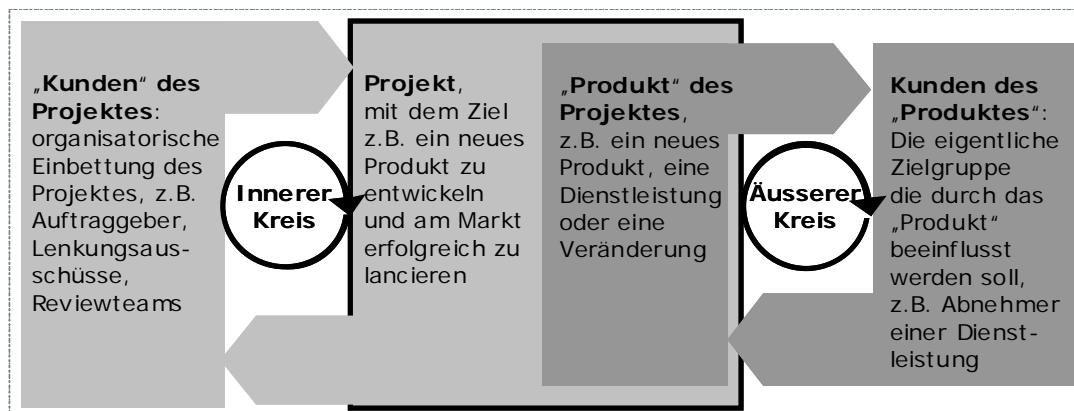 „Kunden“ des
Projektes:
organisatorische
Einbettung des
Projektes, z.B.
Auftraggeber,
Lenkungsaus-
schüsse,
Reviewteams
Innerer
Kreis
Projekt,
mit dem Ziel
z.B. ein neues
Produkt zu
entwickeln
und am Markt
erfolgreich zu
lancieren
„Produkt“ des
Projektes,
z.B. ein neues
Produkt, eine
Dienstleistung
oder eine
Veränderung
Äusserer
Kreis
Kunden des
„Produktes“:
Die eigentliche
Zielgruppe
die durch das
„Produkt“
beeinflusst
werden soll,
z.B. Abnehmer
einer Dienst-
leistung